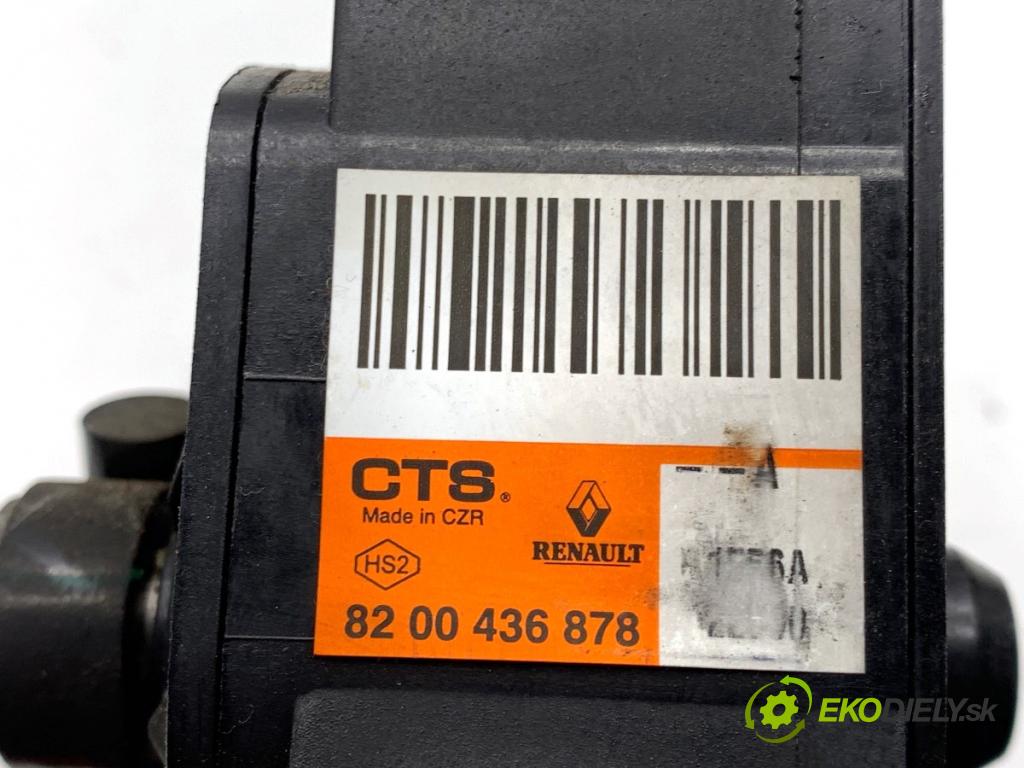 CTS®
Made in CZR
HS2
RENAULT
82 00 436 878
A
EKODIELY.sk